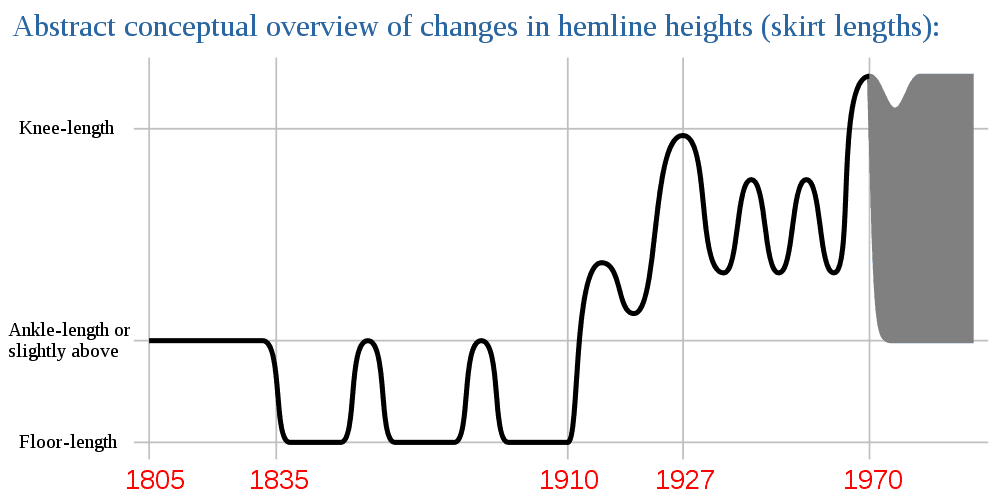 Abstract conceptual overview of changes in hemline heights (skirt lengths):
Knee-length
Ankle-length or
slightly above
Floor-length
1805 1835 1910 1927 1970